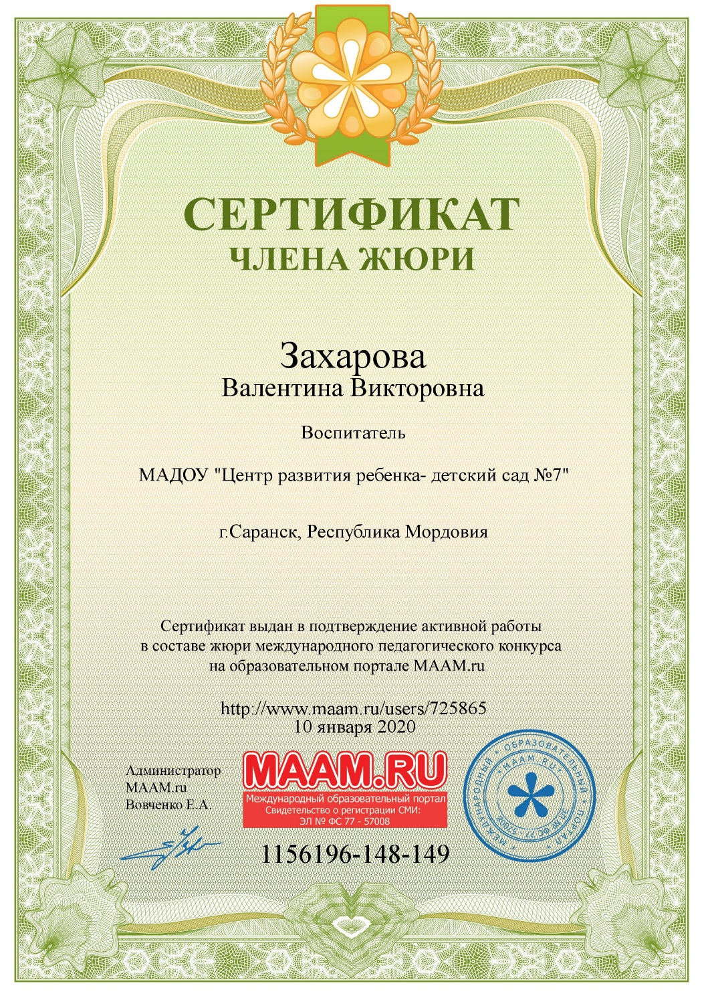 СЕРТИФИКАТ
ЧЛЕНА ЖЮРИ
Захарова
Валентина Викторовна
Воспитатель
МАДОУ "Центр развития ребенка- детский сад №7"
г.Саранск, Республика Мордовия
Сертификат выдан в подтверждение активной работы
в составе жюри международного педагогического конкурса
на образовательном портале МААМ.ru
http://www.maam.ru/users/725865
10 января 2020
Администратор
МААМ.ru
Вовченко Е.А.
MAAM.RU
Международный образовательный портал
Свидетельство о регистрации СМИ:
ЭЛ № ФС 77 - 57008
1156196-148-149
* МЕЖДУНАРОДНЫЙ * ОБРАЗОВАТЕЛЬНЫЙ * ПОРТАЛ *
* MAAM.RU *
ЭЛ № ФС 77 - 57008